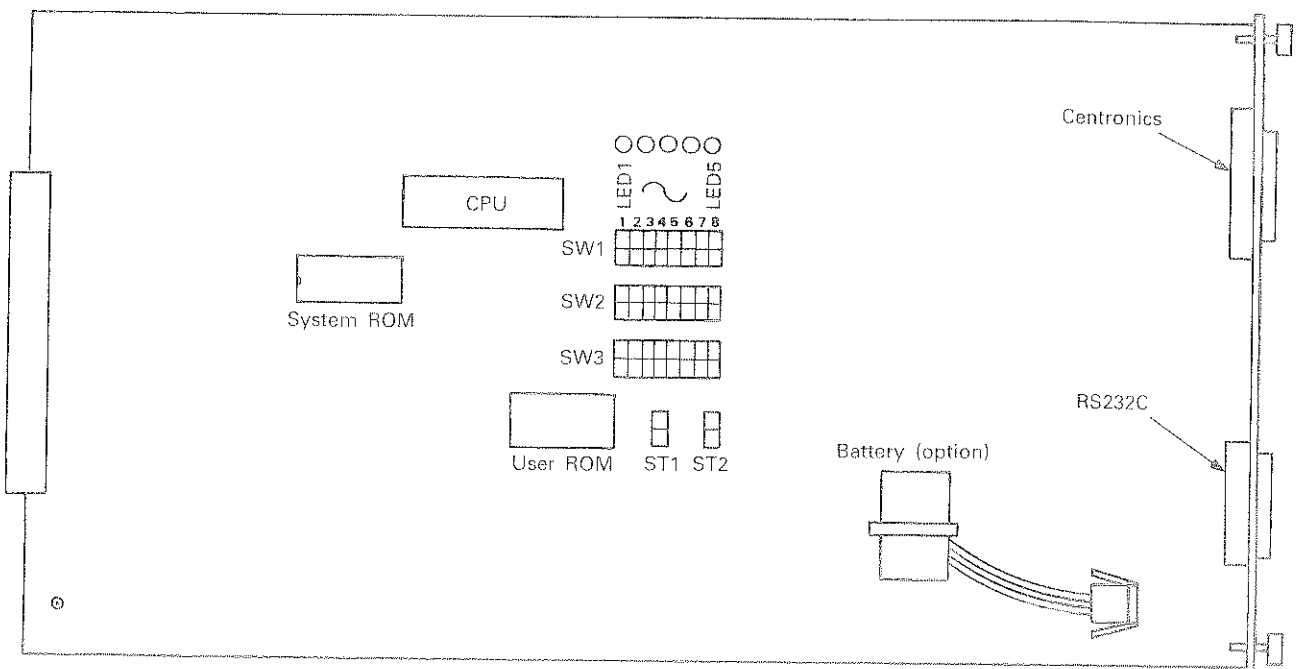 Centronics
LED1 ~ LED5
CPU
1 2 3 4 5 6 7 8
SW1
System ROM
SW2
SW3
RS232C
User ROM
ST1 ST2
Battery (option)